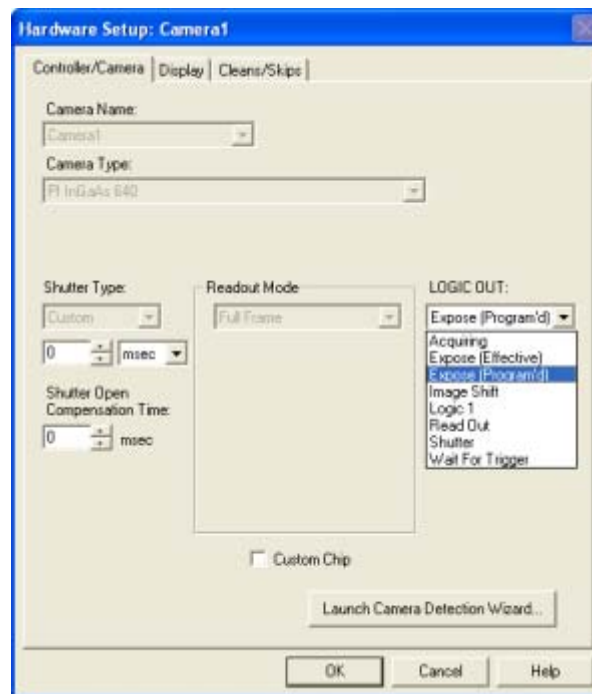 Hardware Setup: Camera1
Controller/Camera Display Cleans/Skips
Camera Name:
Camera1
Camera Type:
PI InGaAs 640
Shutter Type:
Custom
0 msec
Shutter Open
Compensation Time:
0 msec
Readout Mode
Full Frame
LOGIC OUT:
Expose (Program'd)
Acquiring
Expose (Effective)
Expose (Program'd)
Image Shift
Logic 1
Read Out
Shutter
Wait For Trigger
Custom Chip
Launch Camera Detection Wizard...
OK Cancel Help